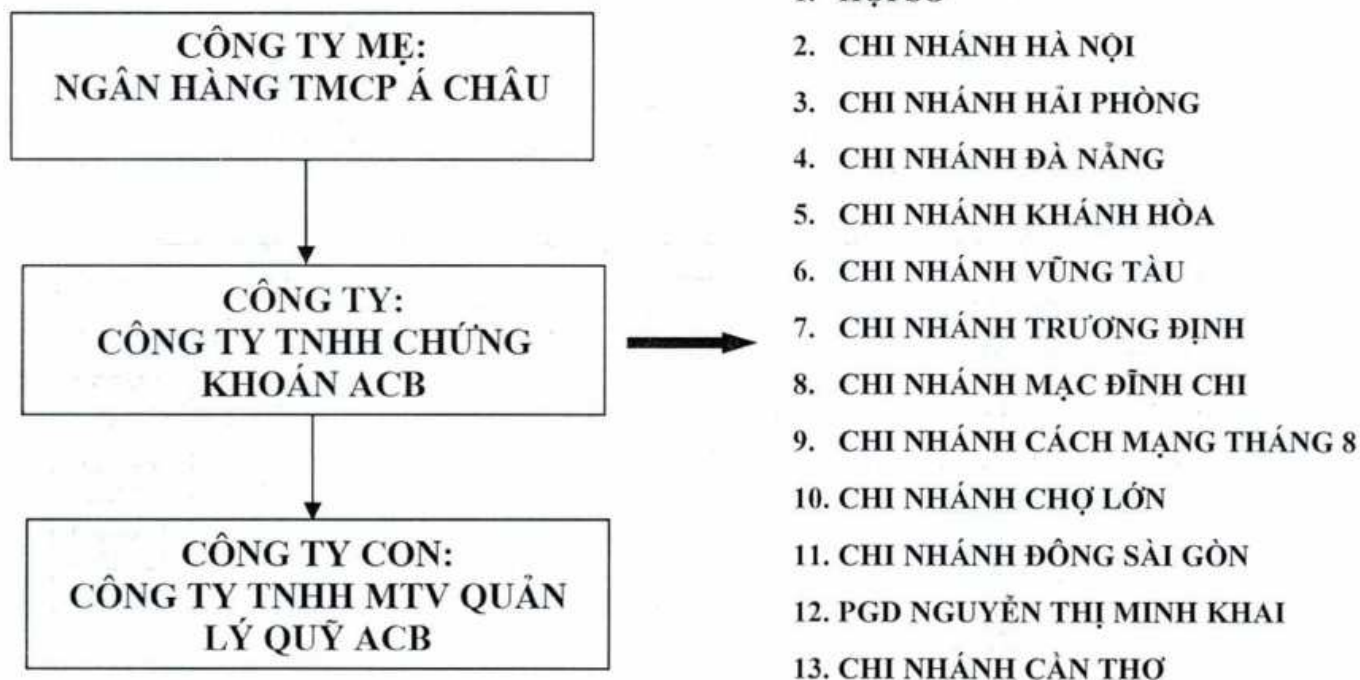 CÔNG TY MẸ:
NGÂN HÀNG TMCP Á CHÂU
CÔNG TY:
CÔNG TY TNHH CHỨNG
KHOÁN ACB
CÔNG TY CON:
CÔNG TY TNHH MTV QUẢN
LÝ QUỸ ACB
2. CHI NHÁNH HÀ NỘI
3. CHI NHÁNH HẢI PHÒNG
4. CHI NHÁNH ĐÀ NẴNG
5. CHI NHÁNH KHÁNH HÒA
6. CHI NHÁNH VŨNG TÀU
7. CHI NHÁNH TRƯƠNG ĐỊNH
8. CHI NHÁNH MẠC ĐĨNH CHI
9. CHI NHÁNH CÁCH MẠNG THÁNG 8
10. CHI NHÁNH CHỢ LỚN
11. CHI NHÁNH ĐÔNG SÀI GÒN
12. PGD NGUYỄN THỊ MINH KHAI
13. CHI NHÁNH CẦN THƠ